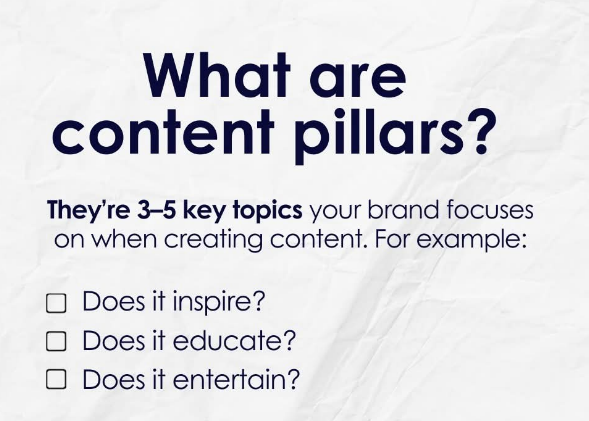 What are
content pillars?
They're 3–5 key topics your brand focuses
on when creating content. For example:
Does it inspire?
Does it educate?
Does it entertain?